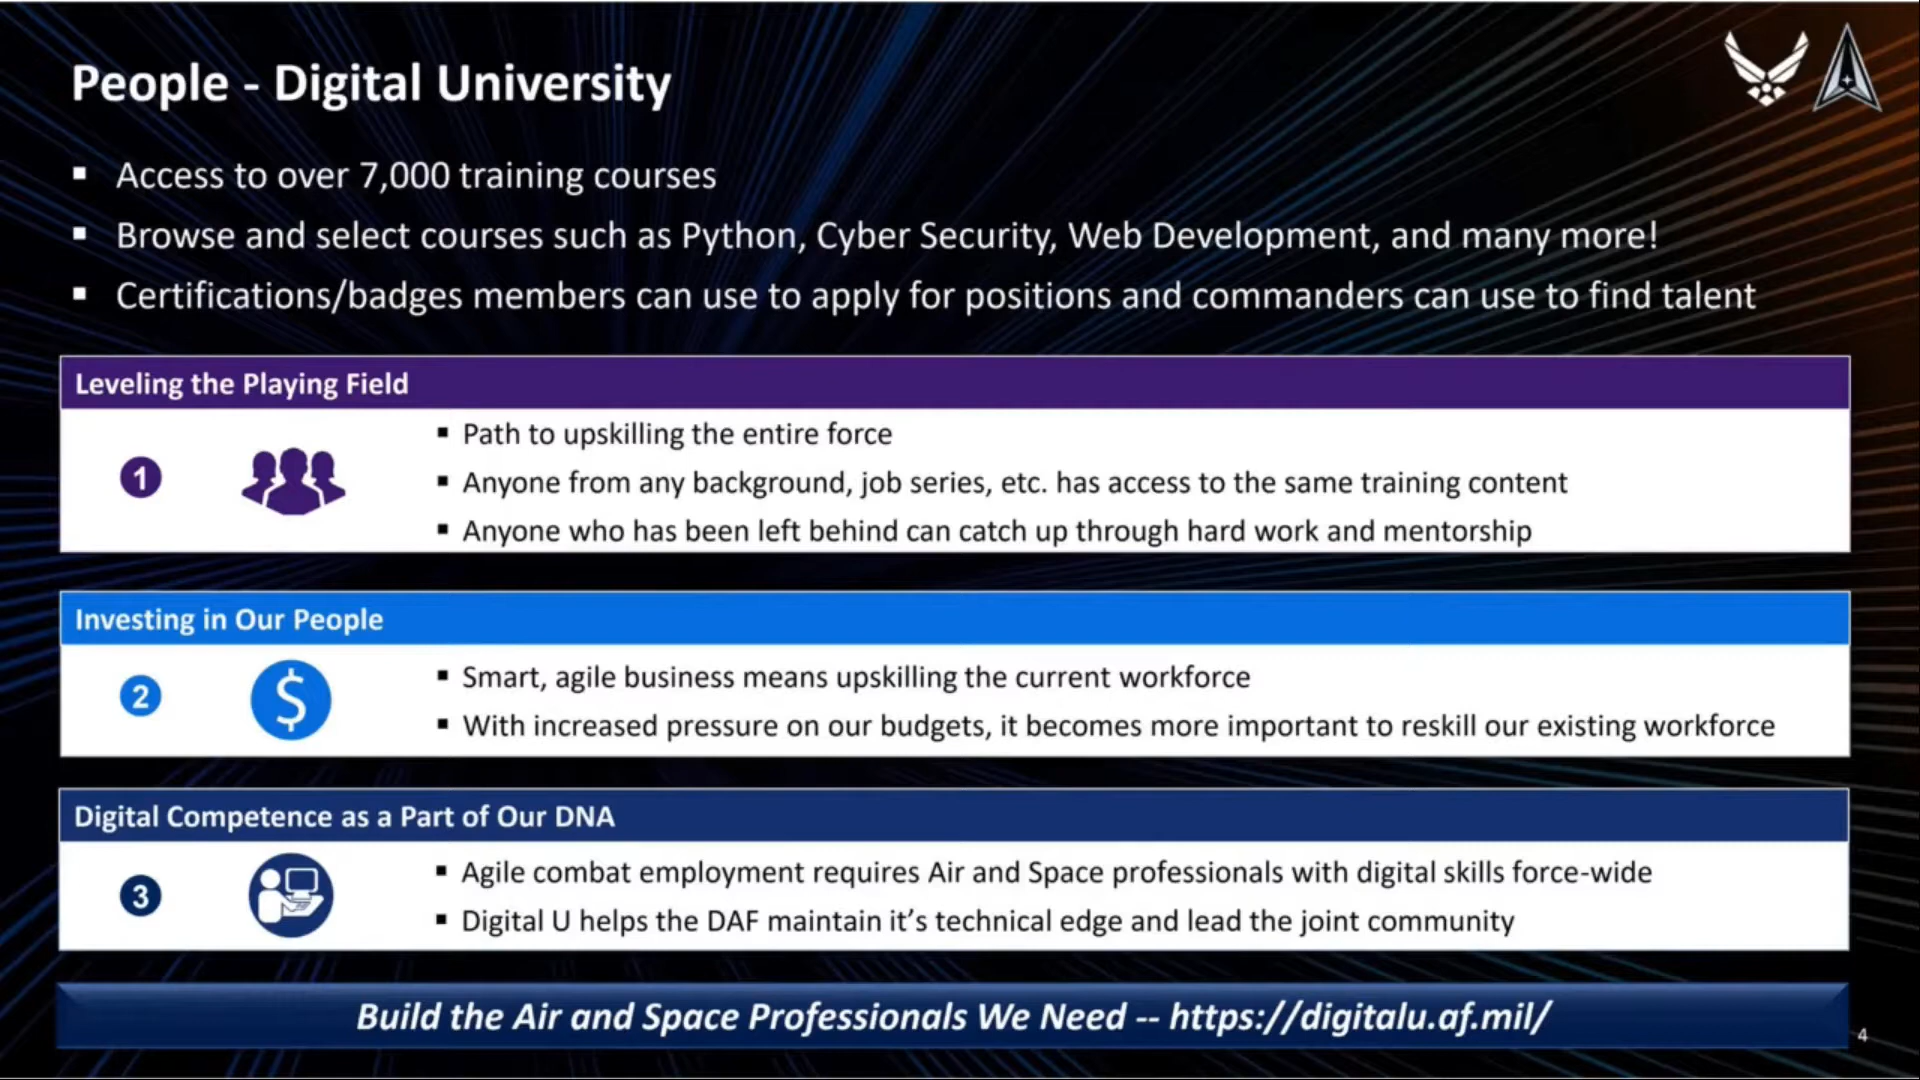 People - Digital University
▪ Access to over 7,000 training courses
▪ Browse and select courses such as Python, Cyber Security, Web Development, and many more!
▪ Certifications/badges members can use to apply for positions and commanders can use to find talent
Leveling the Playing Field
1
▪ Path to upskilling the entire force
▪ Anyone from any background, job series, etc. has access to the same training content
▪ Anyone who has been left behind can catch up through hard work and mentorship
Investing in Our People
2
$
▪ Smart, agile business means upskilling the current workforce
▪ With increased pressure on our budgets, it becomes more important to reskill our existing workforce
Digital Competence as a Part of Our DNA
3
▪ Agile combat employment requires Air and Space professionals with digital skills force-wide
▪ Digital U helps the DAF maintain it's technical edge and lead the joint community
Build the Air and Space Professionals We Need -- https://digitalu.af.mil/
4